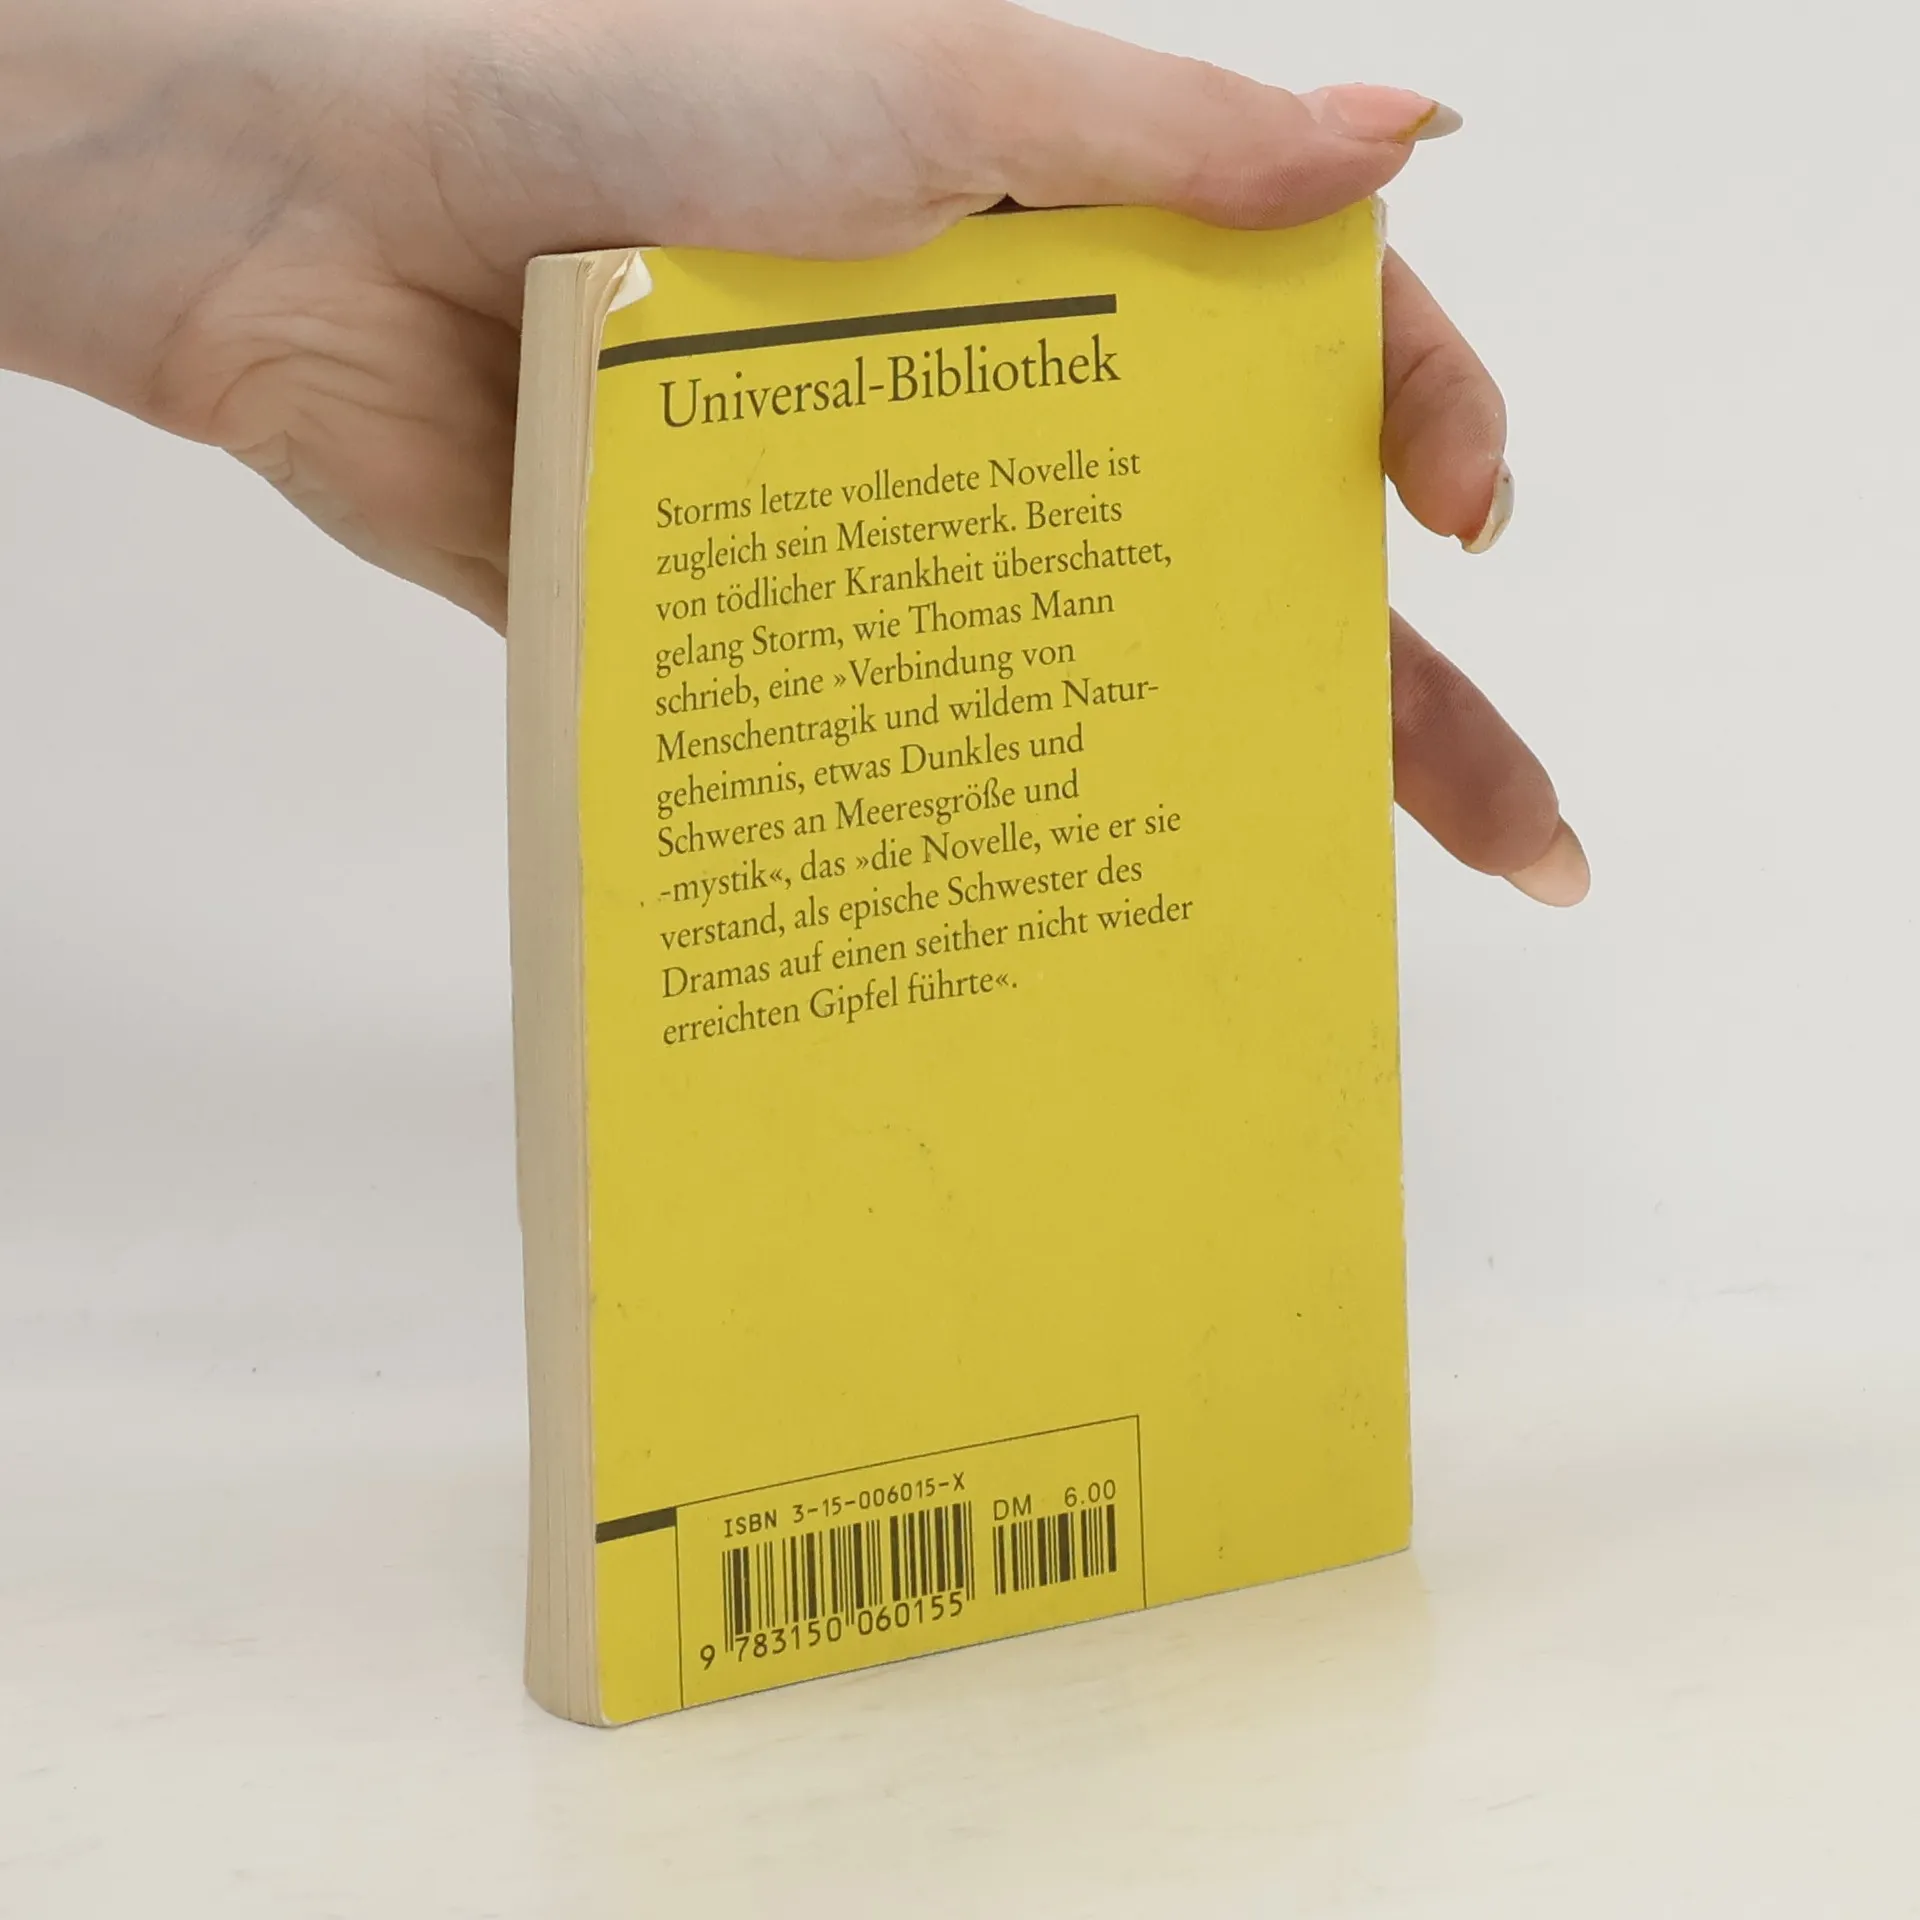 Universal-Bibliothek
Storms letzte vollendete Novelle ist
zugleich sein Meisterwerk. Bereits
von tödlicher Krankheit überschattet,
gelang Storm, wie Thomas Mann
schrieb, eine »Verbindung von
Menschentragik und wildem Natur-
geheimnis, etwas Dunkles und
Schweres an Meeresgröße und
-mystik«, das »die Novelle, wie er sie
verstand, als epische Schwester des
Dramas auf einen seither nicht wieder
erreichten Gipfel führte«.
ISBN 3-15-006015-X DM 6.00
9 783150 060155